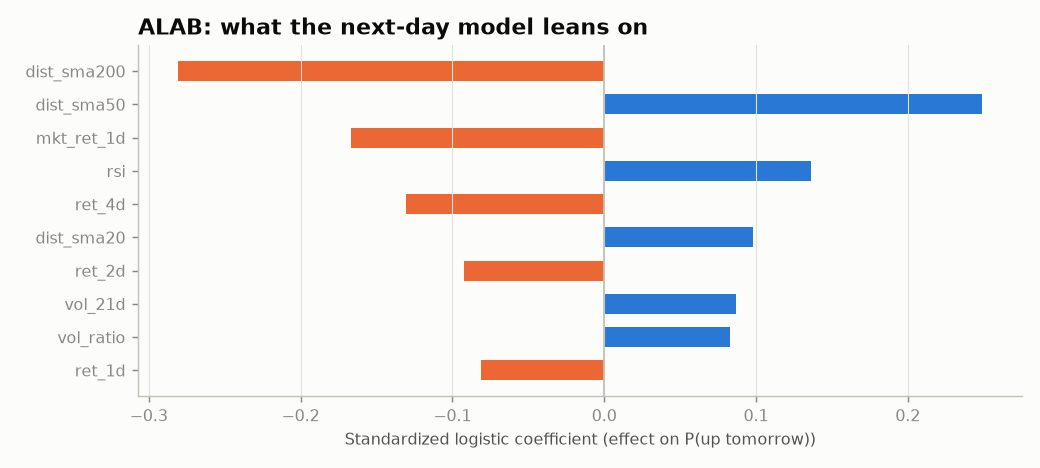 ALAB: what the next-day model leans on
dist_sma200
dist_sma50
mkt_ret_1d
rsi
ret_4d
dist_sma20
ret_2d
vol_21d
vol_ratio
ret_1d
−0.3 −0.2 −0.1 0.0 0.1 0.2
Standardized logistic coefficient (effect on P(up tomorrow))